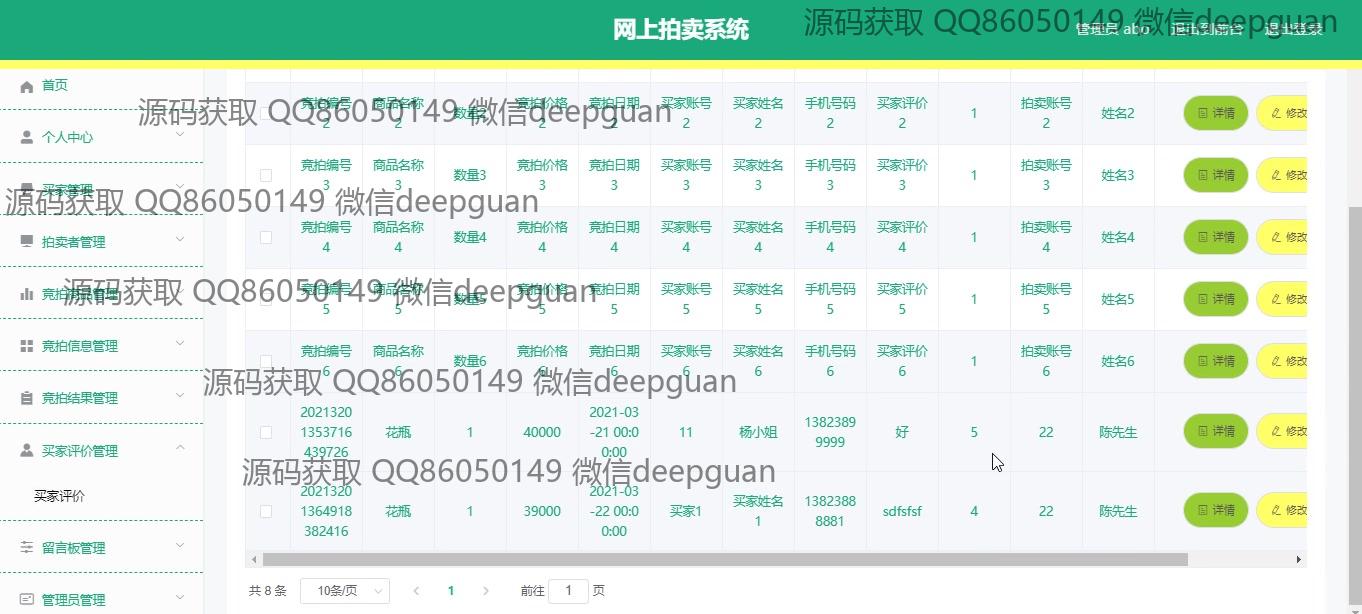 网上拍卖系统
管理员 abo 退出到前台 退出登录
源码获取 QQ86050149 微信deepguan
首页
个人中心
买家管理
拍卖者管理
竞拍商品管理
竞拍信息管理
竞拍结果管理
买家评价管理
买家评价
留言板管理
管理员管理
源码获取 QQ86050149 微信deepguan
源码获取 QQ86050149 微信deepguan
源码获取 QQ86050149 微信deepguan
源码获取 QQ86050149 微信deepguan
源码获取 QQ86050149 微信deepguan
竞拍编号 商品名称 数量2 竞拍价格 竞拍日期 买家账号 买家姓名 手机号码 买家评价 1 拍卖账号 姓名2 详情 修改
2 2 2 2 2 2 2 2 2
竞拍编号 商品名称 数量3 竞拍价格 竞拍日期 买家账号 买家姓名 手机号码 买家评价 1 拍卖账号 姓名3 详情 修改
3 3 3 3 3 3 3 3 3
竞拍编号 商品名称 数量4 竞拍价格 竞拍日期 买家账号 买家姓名 手机号码 买家评价 1 拍卖账号 姓名4 详情 修改
4 4 4 4 4 4 4 4 4
竞拍编号 商品名称 数量5 竞拍价格 竞拍日期 买家账号 买家姓名 手机号码 买家评价 1 拍卖账号 姓名5 详情 修改
5 5 5 5 5 5 5 5 5
竞拍编号 商品名称 数量6 竞拍价格 竞拍日期 买家账号 买家姓名 手机号码 买家评价 1 拍卖账号 姓名6 详情 修改
6 6 6 6 6 6 6 6 6
2021320 2021-03
1353716 花瓶 1 40000 -21 00:0 11 杨小姐 1382389 好 5 22 陈先生 详情 修改
439726 0:00 9999
2021320 2021-03 买家姓名 1382388
1364918 花瓶 1 39000 -22 00:0 买家1 1 8881 sdfsfsf 4 22 陈先生 详情 修改
382416 0:00
共 8 条 10条/页 1 前往 1 页